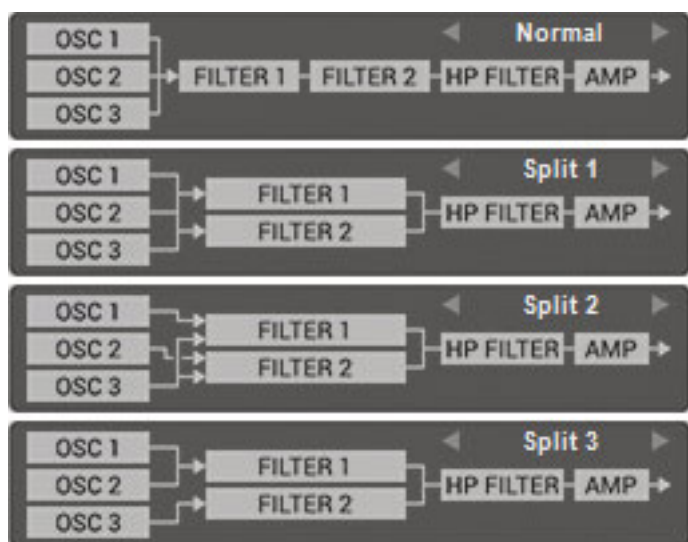 Normal
OSC 1
OSC 2 FILTER 1 FILTER 2 HP FILTER AMP
OSC 3
Split 1
OSC 1
FILTER 1
OSC 2 HP FILTER AMP
FILTER 2
OSC 3
Split 2
OSC 1
FILTER 1
OSC 2 HP FILTER AMP
FILTER 2
OSC 3
Split 3
OSC 1
FILTER 1
OSC 2 HP FILTER AMP
FILTER 2
OSC 3